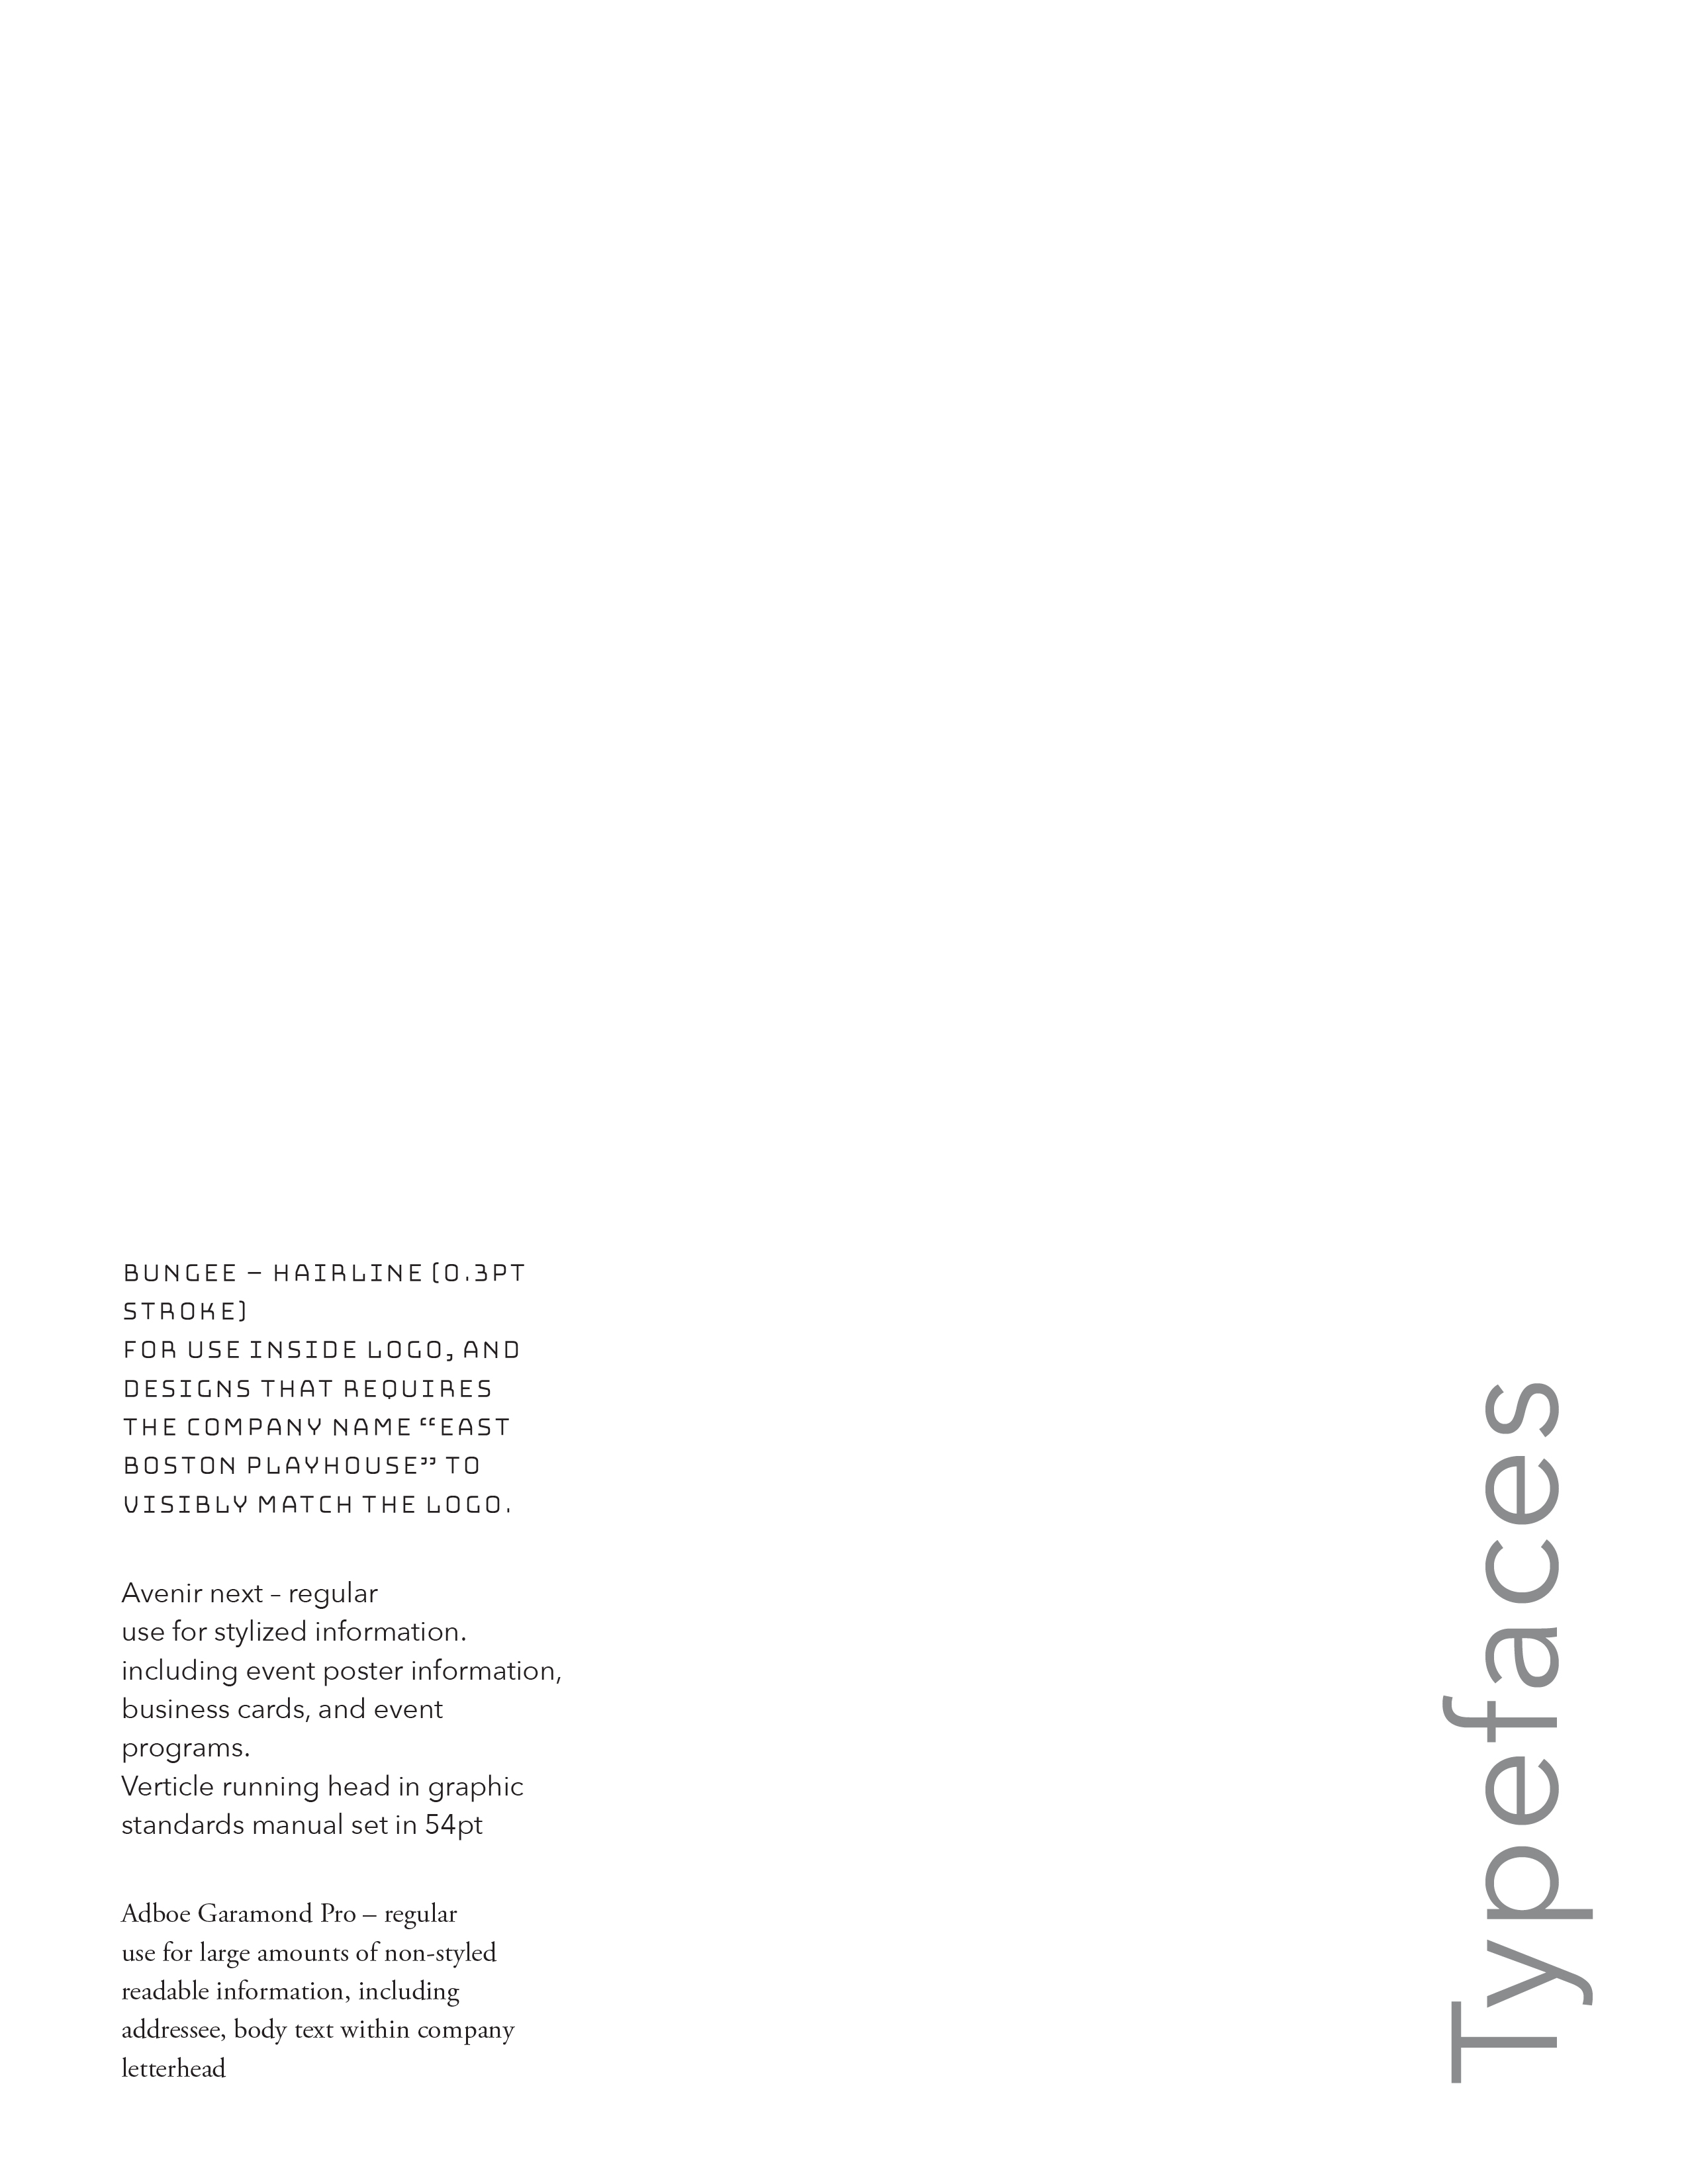 BUNGEE – HAIRLINE (0.3PT
STROKE)
FOR USE INSIDE LOGO, AND
DESIGNS THAT REQUIRES
THE COMPANY NAME “EAST
BOSTON PLAYHOUSE” TO
VISIBLY MATCH THE LOGO.
Avenir next – regular
use for stylized information.
including event poster information,
business cards, and event
programs.
Verticle running head in graphic
standards manual set in 54pt
Adboe Garamond Pro – regular
use for large amounts of non-styled
readable information, including
addressee, body text within company
letterhead
Typefaces